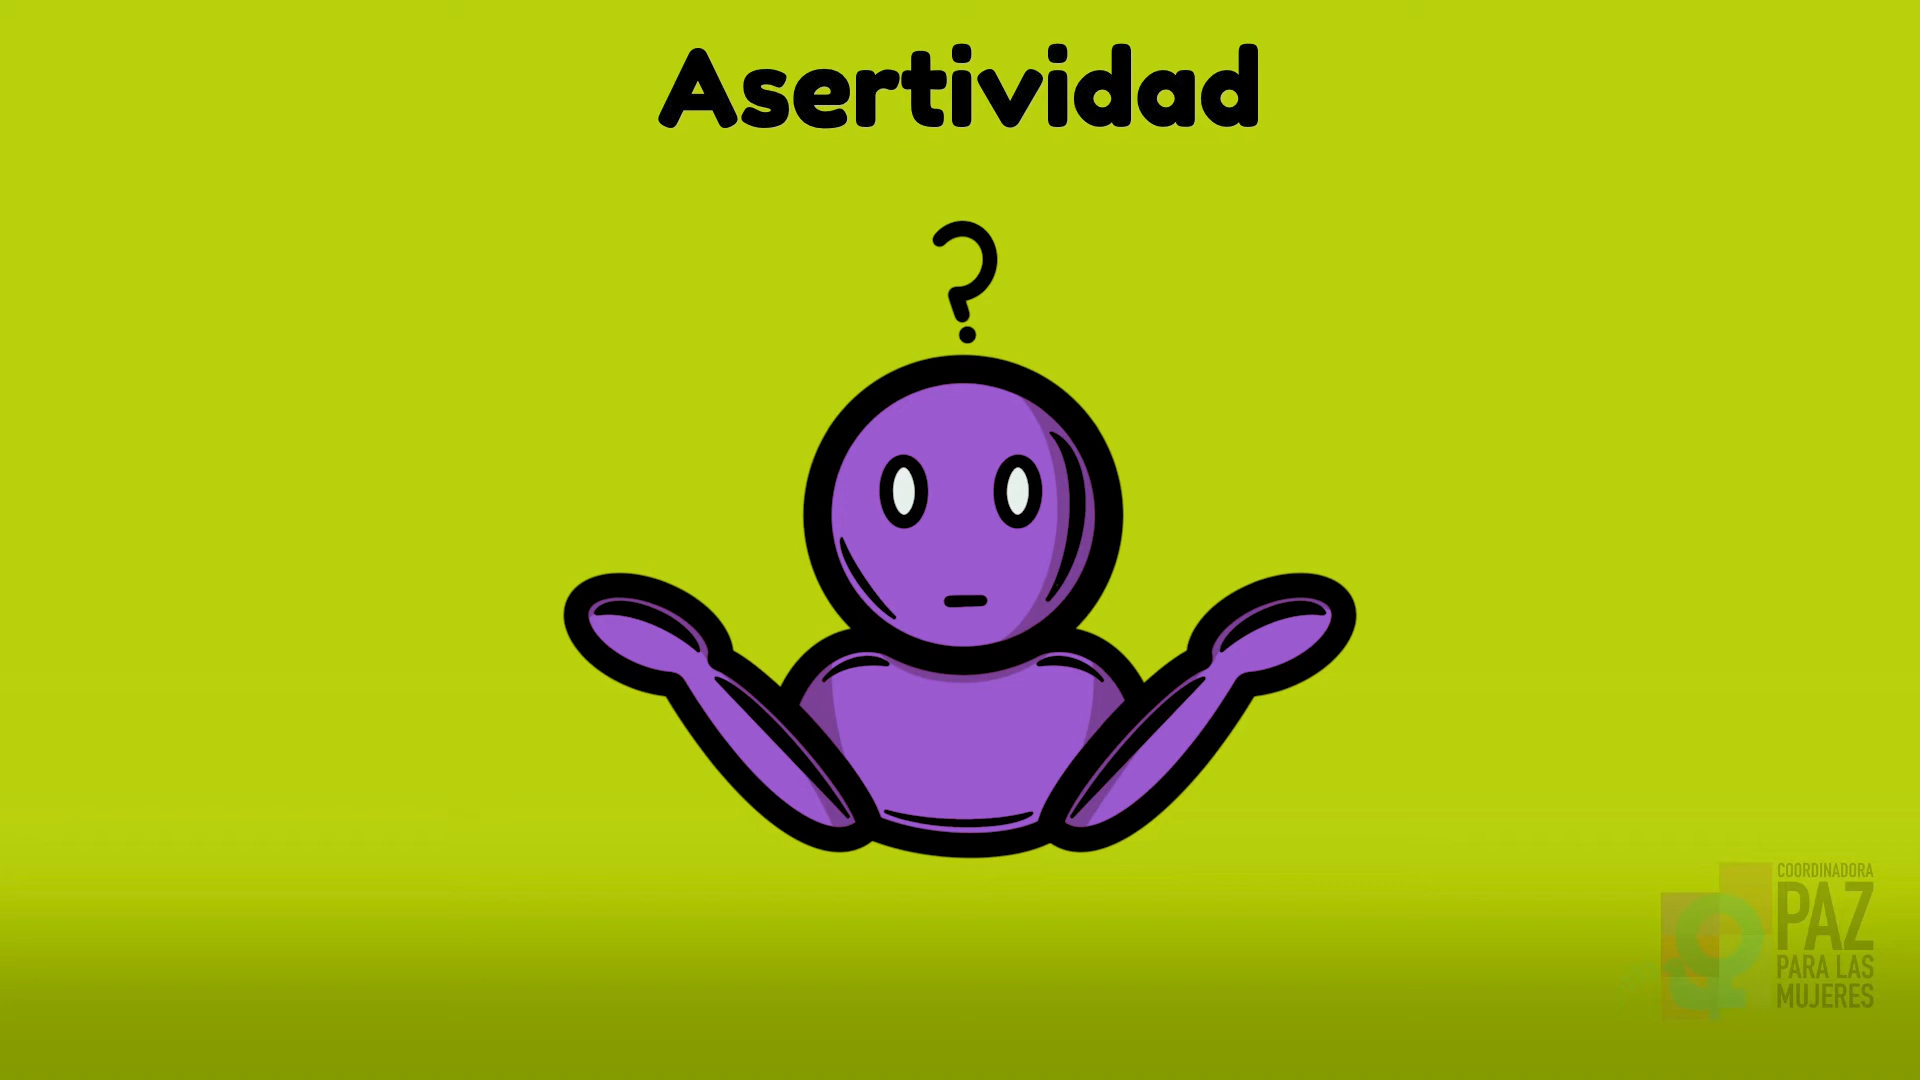 Asertividad
?
COORDINADORA
PAZ
PARA LAS
MUJERES